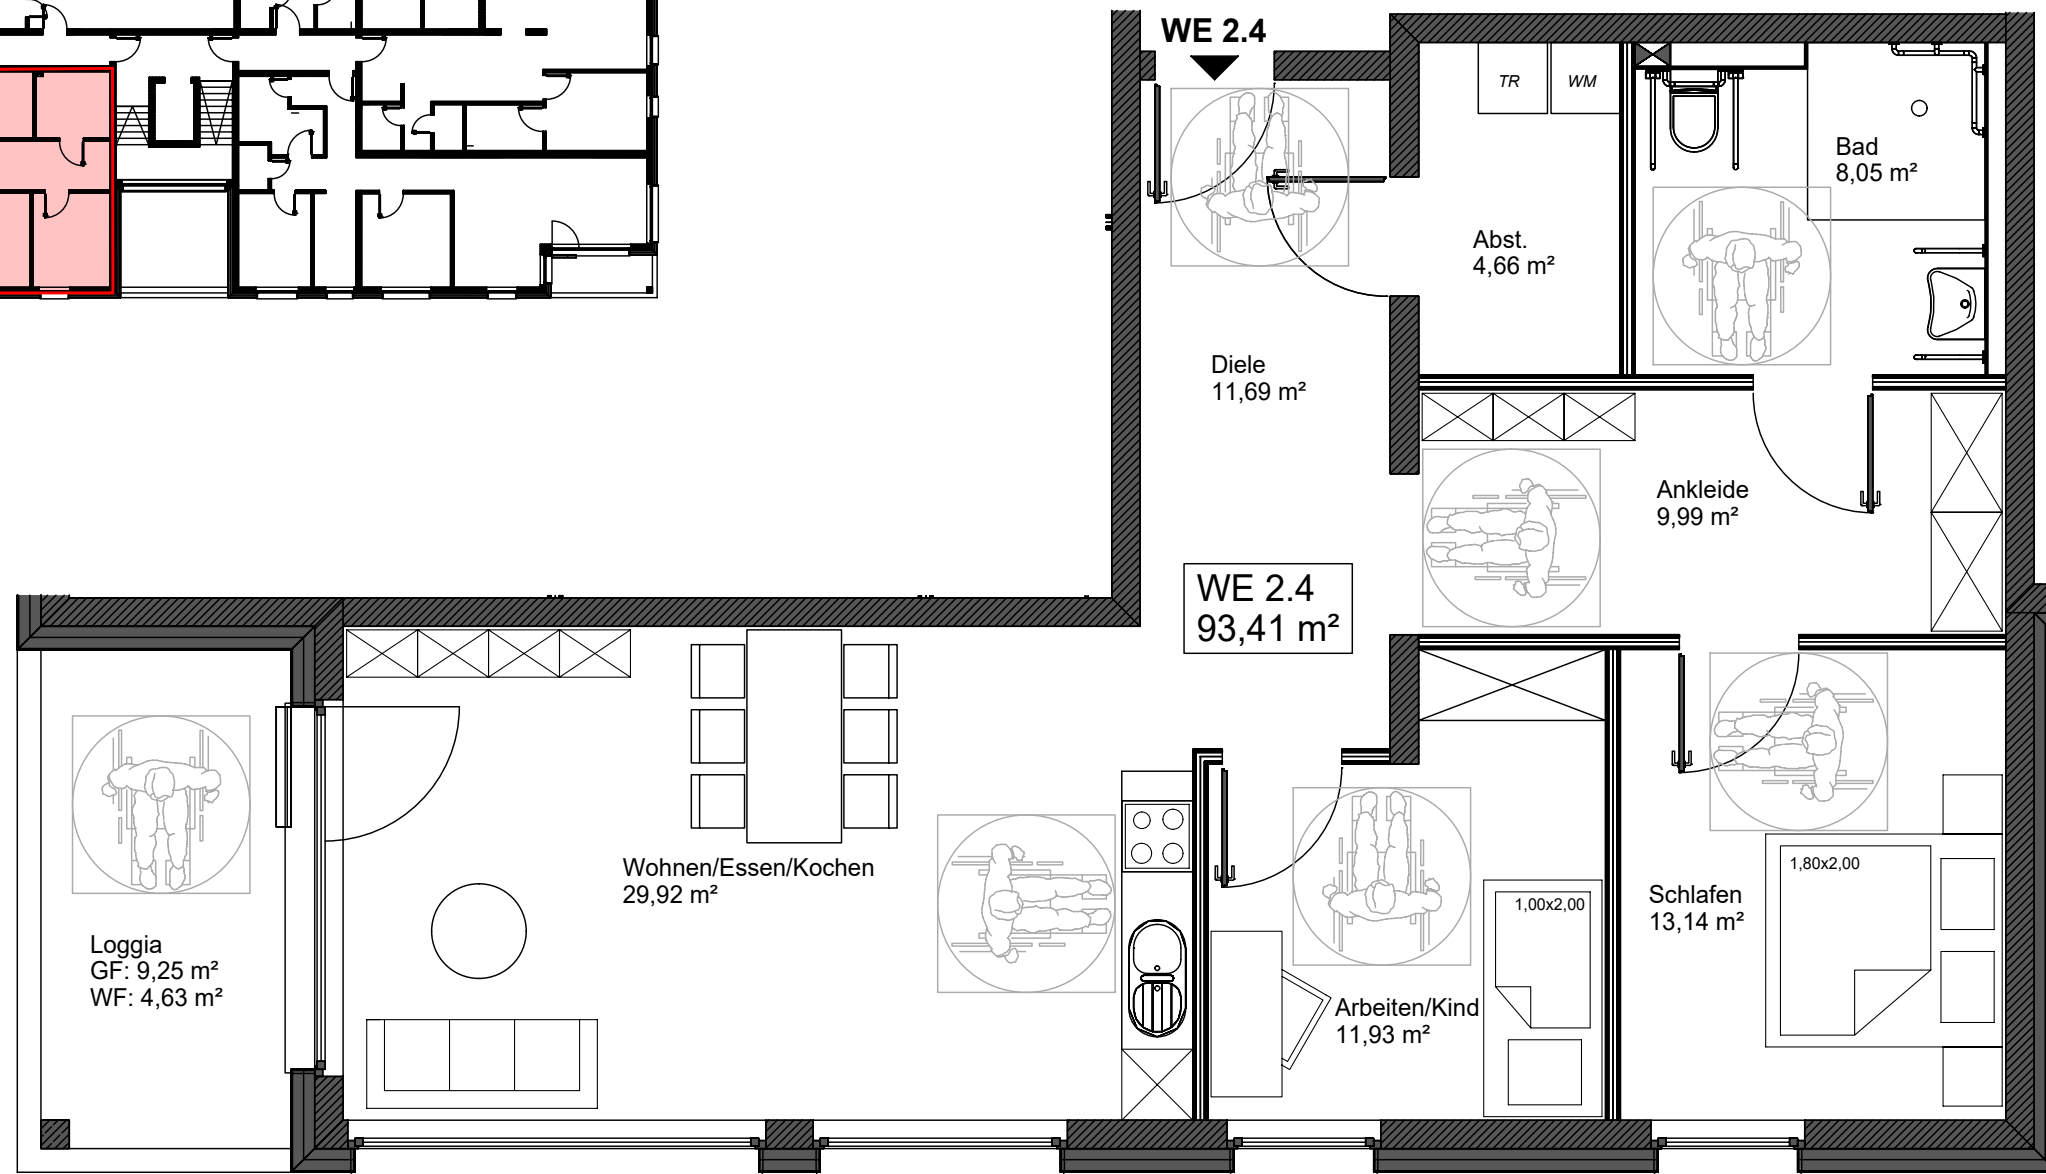 WE 2.4
TR
WM
Bad
8,05 m²
Abst.
4,66 m²
Diele
11,69 m²
Ankleide
9,99 m²
WE 2.4
93,41 m²
Wohnen/Essen/Kochen
29,92 m²
Loggia
GF: 9,25 m²
WF: 4,63 m²
1,00x2,00
Arbeiten/Kind
11,93 m²
1,80x2,00
Schlafen
13,14 m²